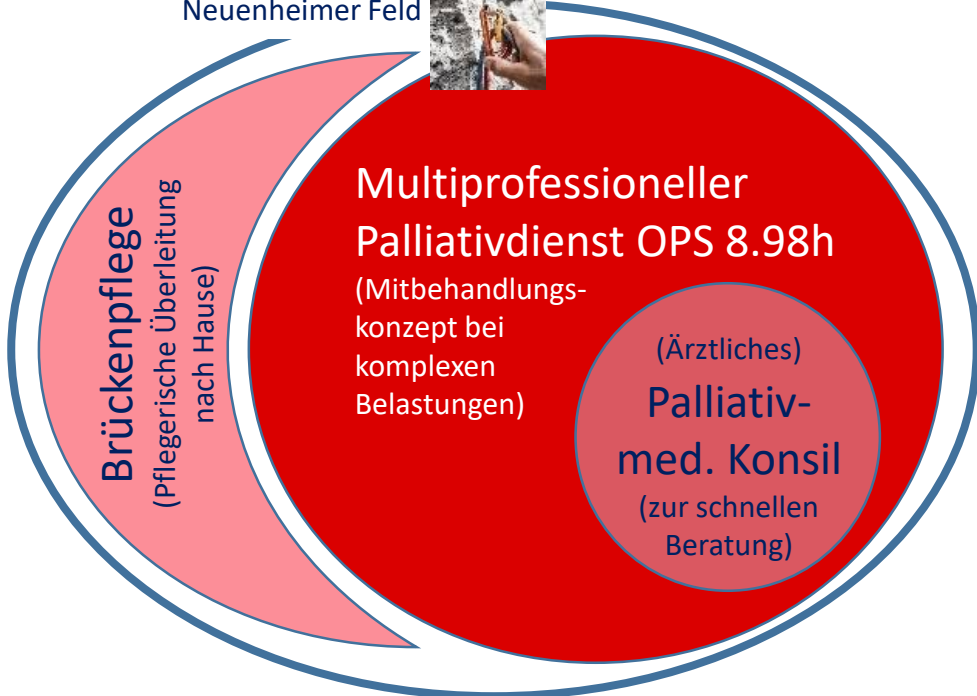 Neuenheimer Feld
Brückenpflege
(Pflegerische Überleitung
nach Hause)
Multiprofessioneller
Palliativdienst OPS 8.98h
(Mitbehandlungs-
konzept bei
komplexen
Belastungen)
(Ärztliches)
Palliativ-
med. Konsil
(zur schnellen
Beratung)